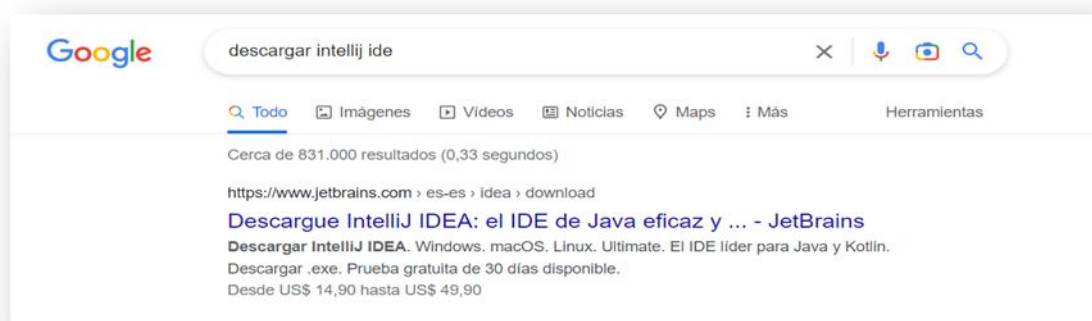 Google
descargar intellij ide
Todo Imágenes Vídeos Noticias Maps Más Herramientas
Cerca de 831.000 resultados (0,33 segundos)
https://www.jetbrains.com › es-es › idea › download
Descargue IntelliJ IDEA: el IDE de Java eficaz y ... - JetBrains
Descargar IntelliJ IDEA. Windows. macOS. Linux. Ultimate. El IDE líder para Java y Kotlin.
Descargar .exe. Prueba gratuita de 30 días disponible.
Desde US$ 14,90 hasta US$ 49,90